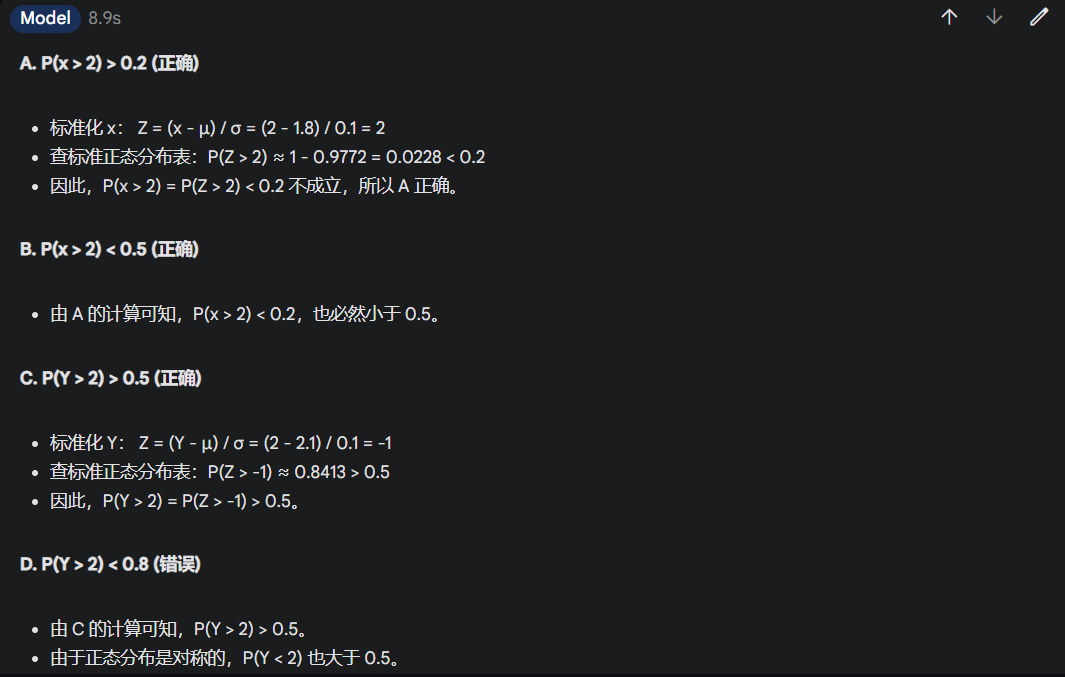 Model 8.9s
A. P(x > 2) > 0.2 (正确)
• 标准化 x： Z = (x - μ) / σ = (2 - 1.8) / 0.1 = 2
• 查标准正态分布表：P(Z > 2) ≈ 1 - 0.9772 = 0.0228 < 0.2
• 因此，P(x > 2) = P(Z > 2) < 0.2 不成立，所以 A 正确。
B. P(x > 2) < 0.5 (正确)
• 由 A 的计算可知，P(x > 2) < 0.2，也必然小于 0.5。
C. P(Y > 2) > 0.5 (正确)
• 标准化 Y： Z = (Y - μ) / σ = (2 - 2.1) / 0.1 = -1
• 查标准正态分布表：P(Z > -1) ≈ 0.8413 > 0.5
• 因此，P(Y > 2) = P(Z > -1) > 0.5。
D. P(Y > 2) < 0.8 (错误)
• 由 C 的计算可知，P(Y > 2) > 0.5。
• 由于正态分布是对称的，P(Y < 2) 也大于 0.5。